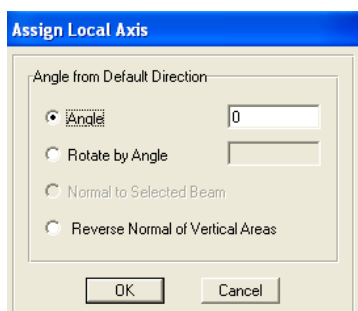 Assign Local Axis
Angle from Default Direction
Angle 0
Rotate by Angle
Normal to Selected Beam
Reverse Normal of Vertical Areas
OK Cancel